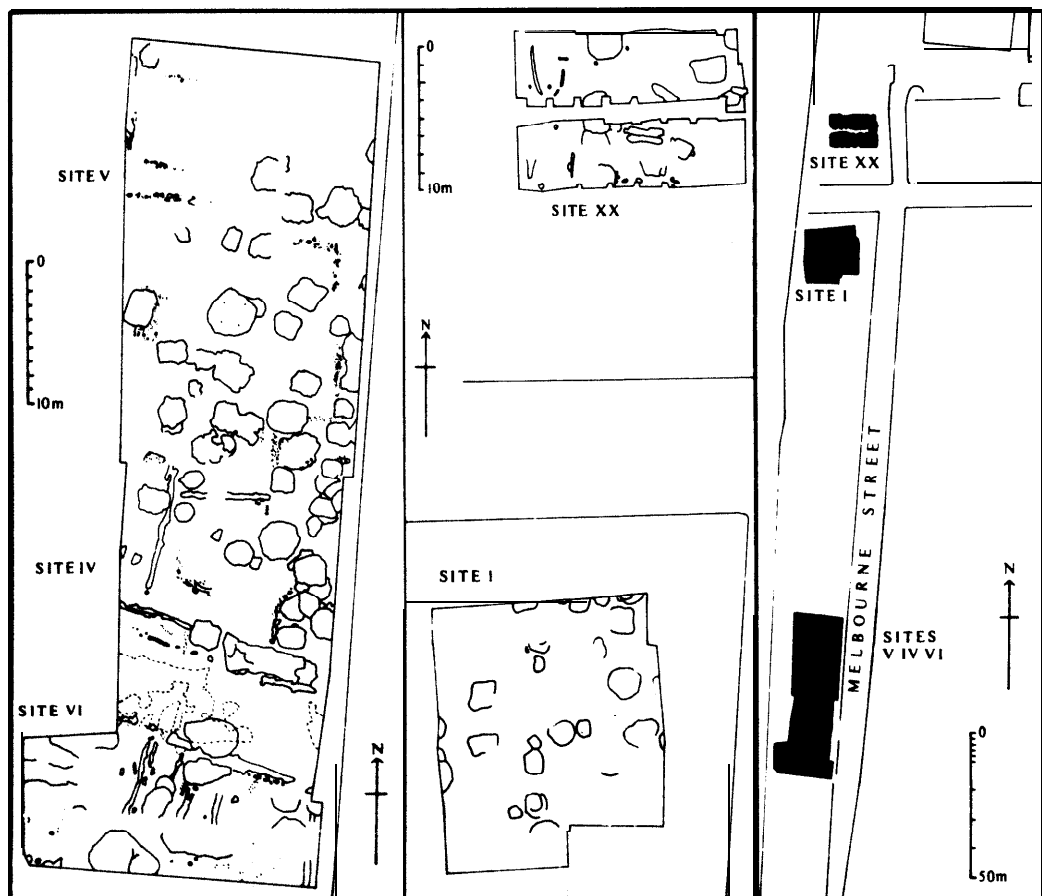 SITE V
0
10m
SITE IV
SITE VI
N
0
10m
SITE XX
N
SITE I
SITE XX
SITE I
MELBOURNE STREET
SITES
V IV VI
N
0
50m